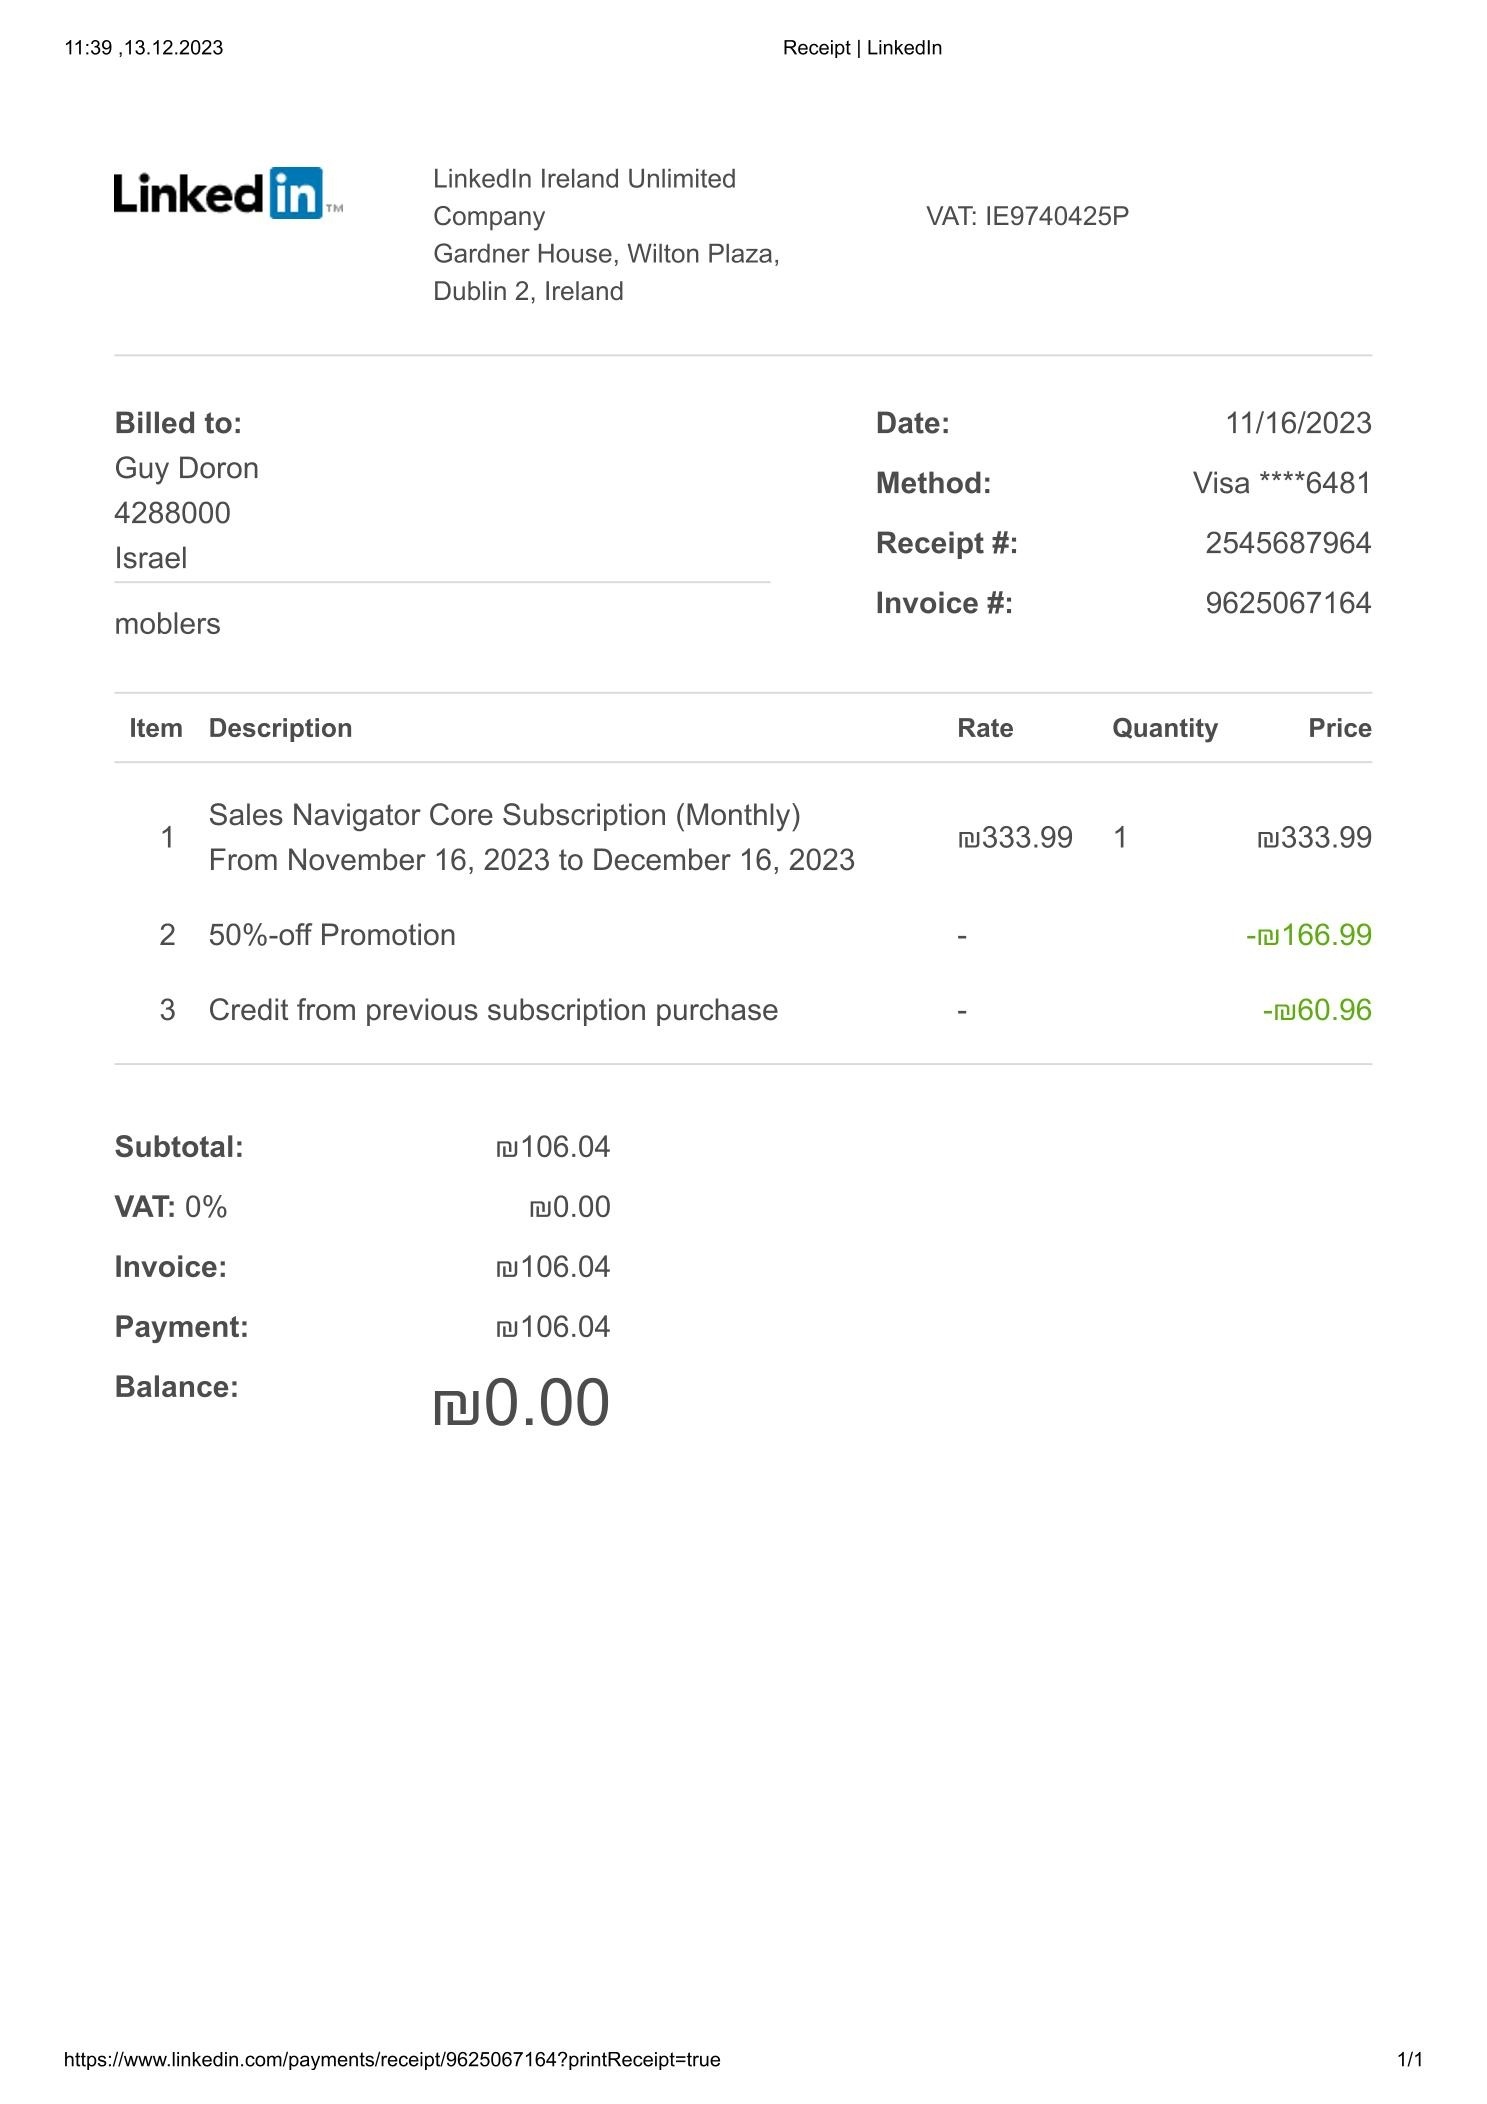 11:39 ,13.12.2023 Receipt | LinkedIn
Linkedin™
LinkedIn Ireland Unlimited
Company
Gardner House, Wilton Plaza,
Dublin 2, Ireland
VAT: IE9740425P
Billed to:
Guy Doron
4288000
Israel
moblers
Date: 11/16/2023
Method: Visa ****6481
Receipt #: 2545687964
Invoice #: 9625067164
Item Description Rate Quantity Price
1 Sales Navigator Core Subscription (Monthly)
From November 16, 2023 to December 16, 2023 ₪333.99 1 ₪333.99
2 50%-off Promotion - -₪166.99
3 Credit from previous subscription purchase - -₪60.96
Subtotal: ₪106.04
VAT: 0% ₪0.00
Invoice: ₪106.04
Payment: ₪106.04
Balance: ₪0.00
https://www.linkedin.com/payments/receipt/9625067164?printReceipt=true 1/1